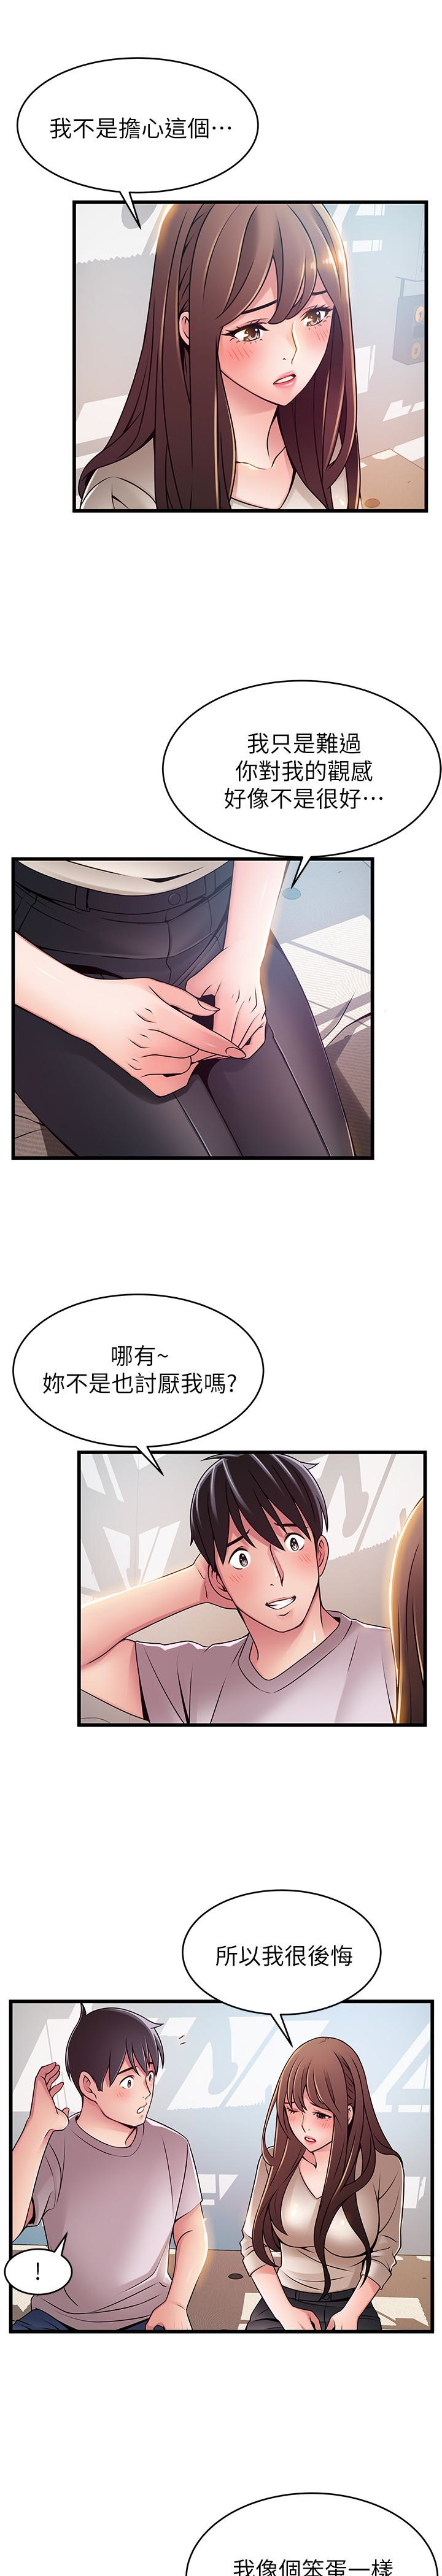 我不是擔心這個…
我只是難過
你對我的觀感
好像不是很好…
哪有~
妳不是也討厭我嗎?
所以我很後悔
!
我像個笨蛋一樣